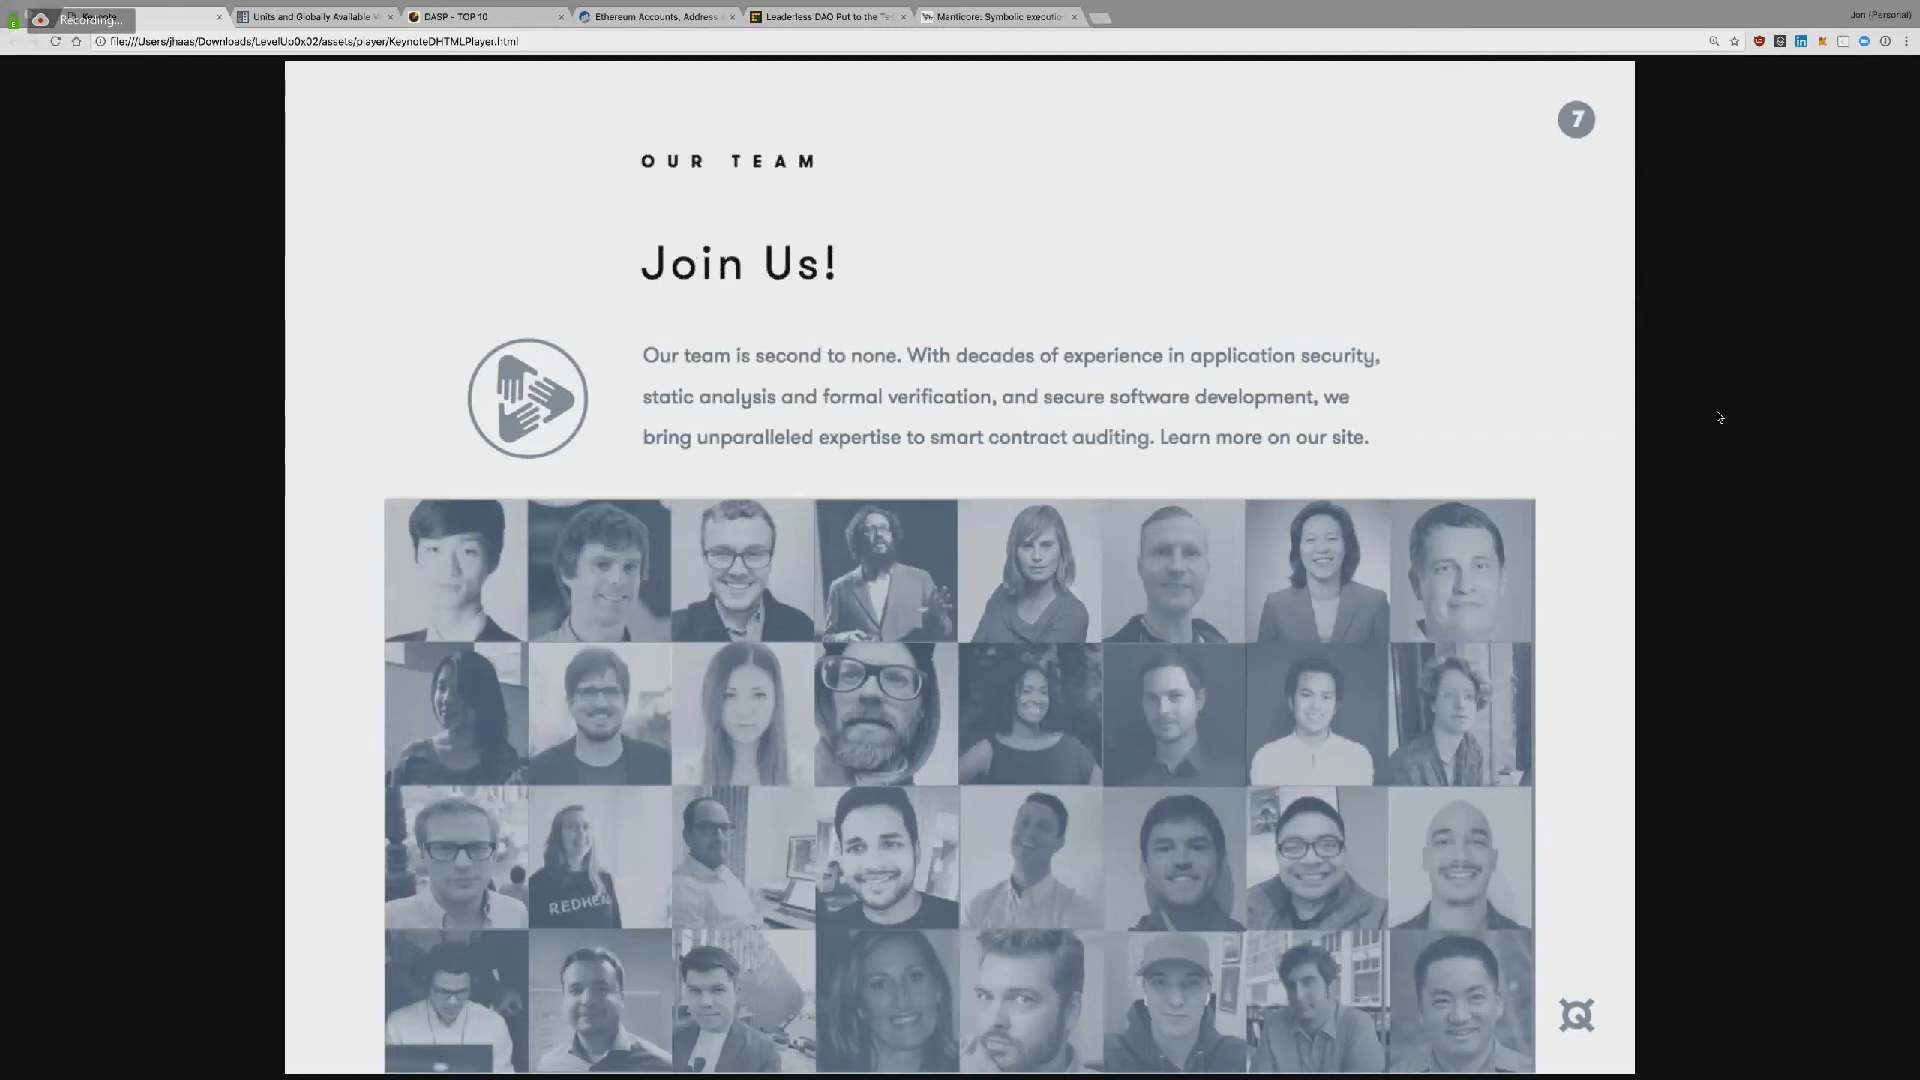 Recording...
Units and Globally Available V
DASP - TOP 10
Ethereum Accounts, Address
Leaderless DAO Put to the Tes
Manticore: Symbolic executio
Jon (Personal)
file:///Users/jhaas/Downloads/LevelUp0x02/assets/player/KeynoteDHTMLPlayer.html
7
OUR TEAM
Join Us!
Our team is second to none. With decades of experience in application security,
static analysis and formal verification, and secure software development, we
bring unparalleled expertise to smart contract auditing. Learn more on our site.
REDHEA